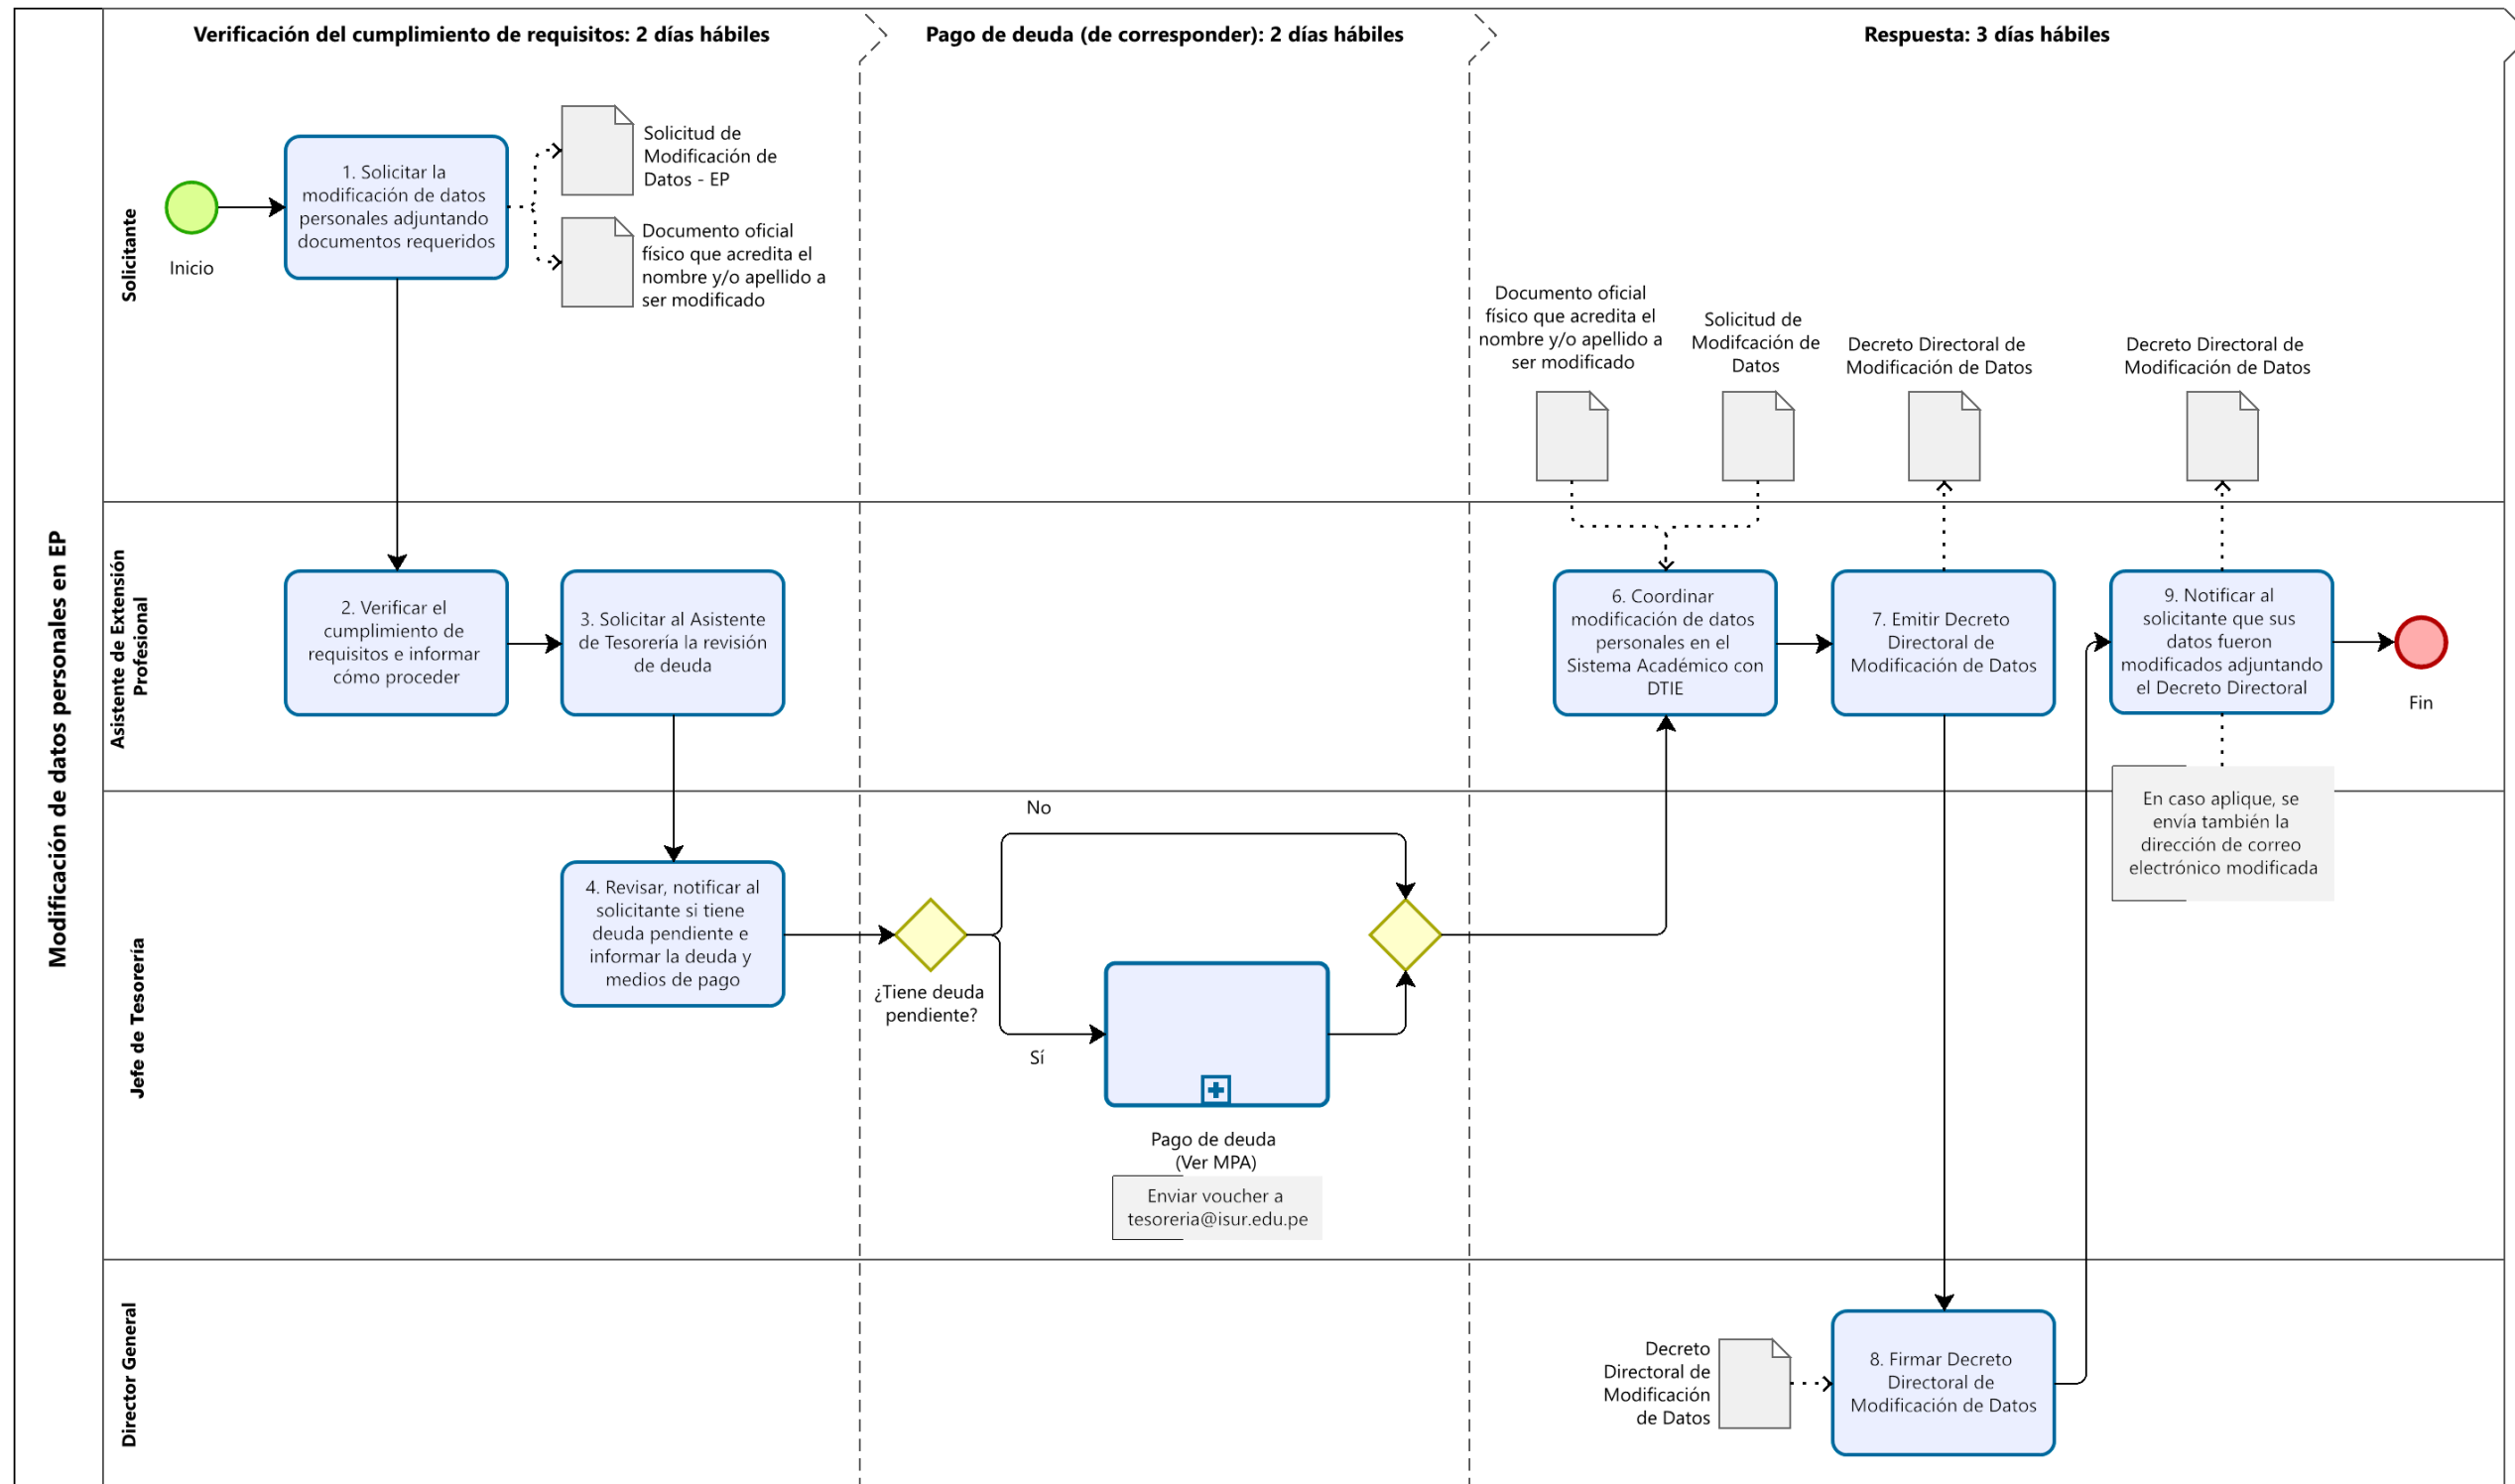 Modificación de datos personales en EP
Verificación del cumplimiento de requisitos: 2 días hábiles
Pago de deuda (de corresponder): 2 días hábiles
Respuesta: 3 días hábiles
Solicitante
Inicio
1. Solicitar la
modificación de datos
personales adjuntando
documentos requeridos
Solicitud de
Modificación de
Datos - EP
Documento oficial
físico que acredita el
nombre y/o apellido a
ser modificado
Documento oficial
físico que acredita el
nombre y/o apellido a
ser modificado
Solicitud de
Modifcación de
Datos
Decreto Directoral de
Modificación de Datos
Decreto Directoral de
Modificación de Datos
Asistente de Extensión
Profesional
2. Verificar el
cumplimiento de
requisitos e informar
cómo proceder
3. Solicitar al Asistente
de Tesorería la revisión
de deuda
6. Coordinar
modificación de datos
personales en el
Sistema Académico con
DTIE
7. Emitir Decreto
Directoral de
Modificación de Datos
9. Notificar al
solicitante que sus
datos fueron
modificados adjuntando
el Decreto Directoral
Fin
En caso aplique, se
envía también la
dirección de correo
electrónico modificada
Jefe de Tesorería
4. Revisar, notificar al
solicitante si tiene
deuda pendiente e
informar la deuda y
medios de pago
¿Tiene deuda
pendiente?
No
Sí
Pago de deuda
(Ver MPA)
Enviar voucher a
tesoreria@isur.edu.pe
Director General
Decreto
Directoral de
Modificación
de Datos
8. Firmar Decreto
Directoral de
Modificación de Datos